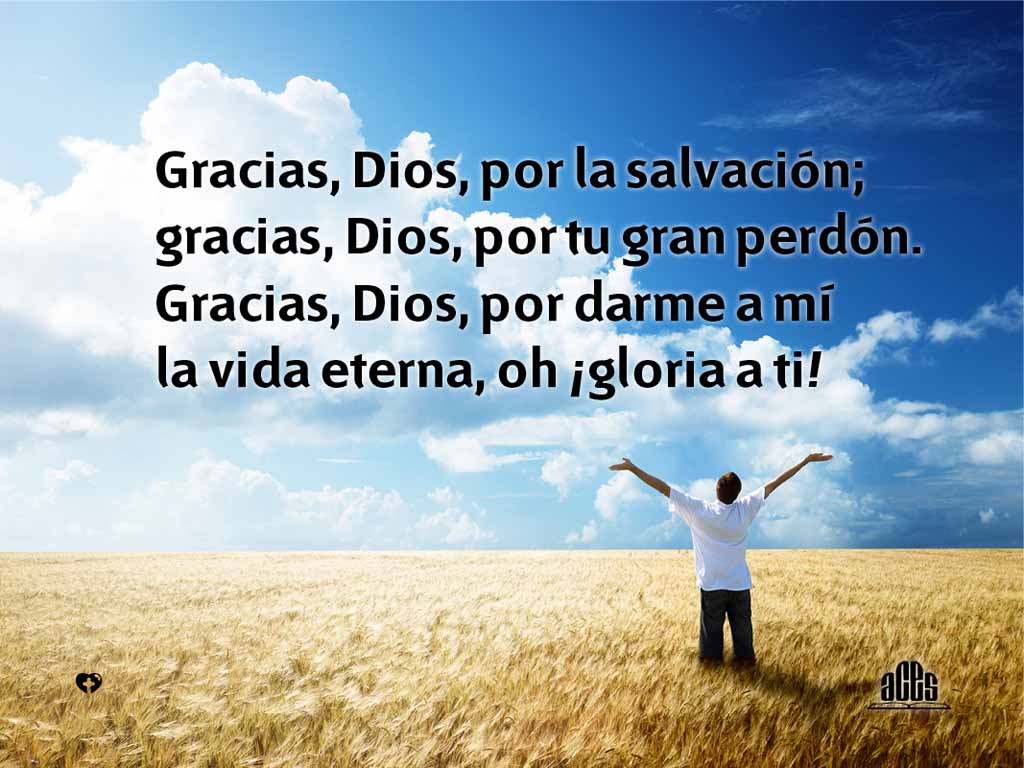 Gracias, Dios, por la salvación;
gracias, Dios, por tu gran perdón.
Gracias, Dios, por darme a mí
la vida eterna, oh ¡gloria a ti!
aces